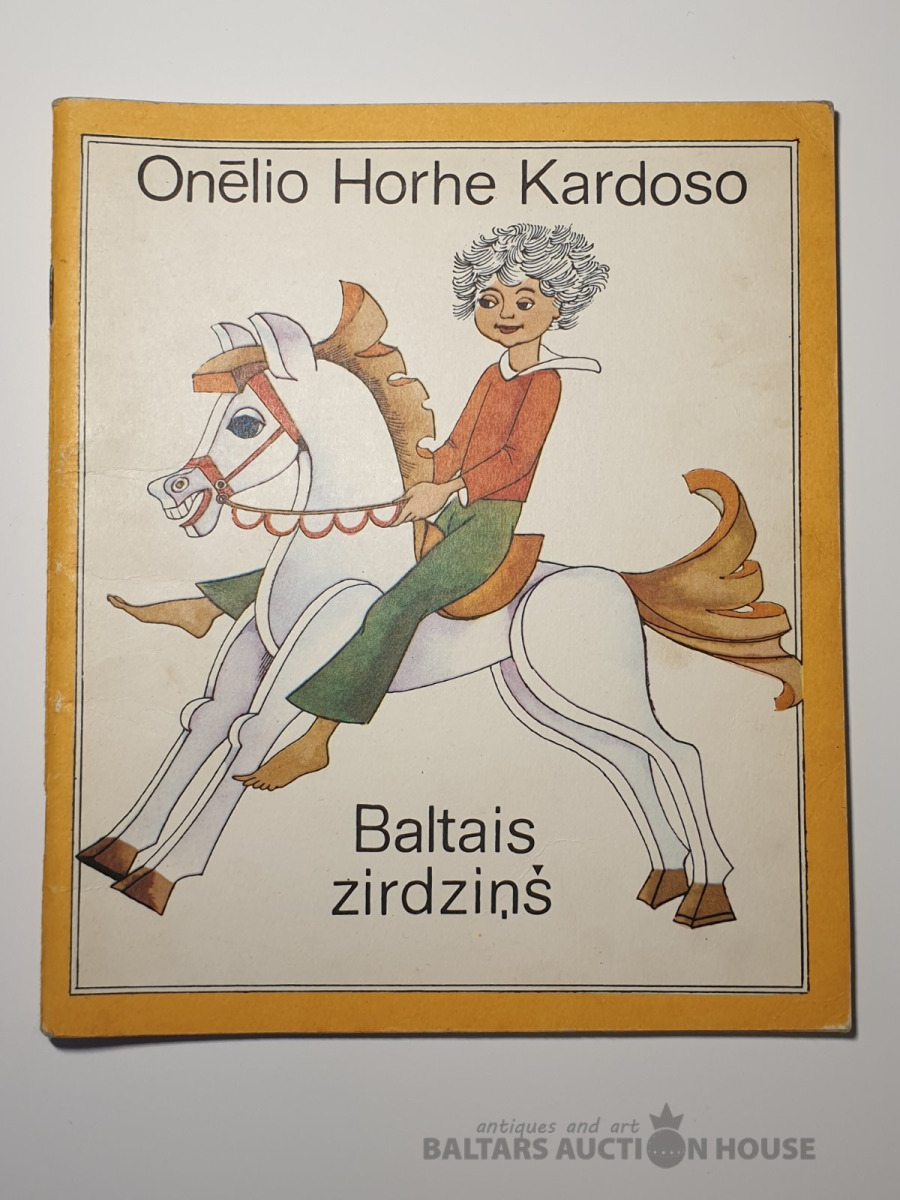 Onēlio Horhe Kardoso
Baltais
zirdziņš
antiques and art
BALTARS AUCTION HOUSE